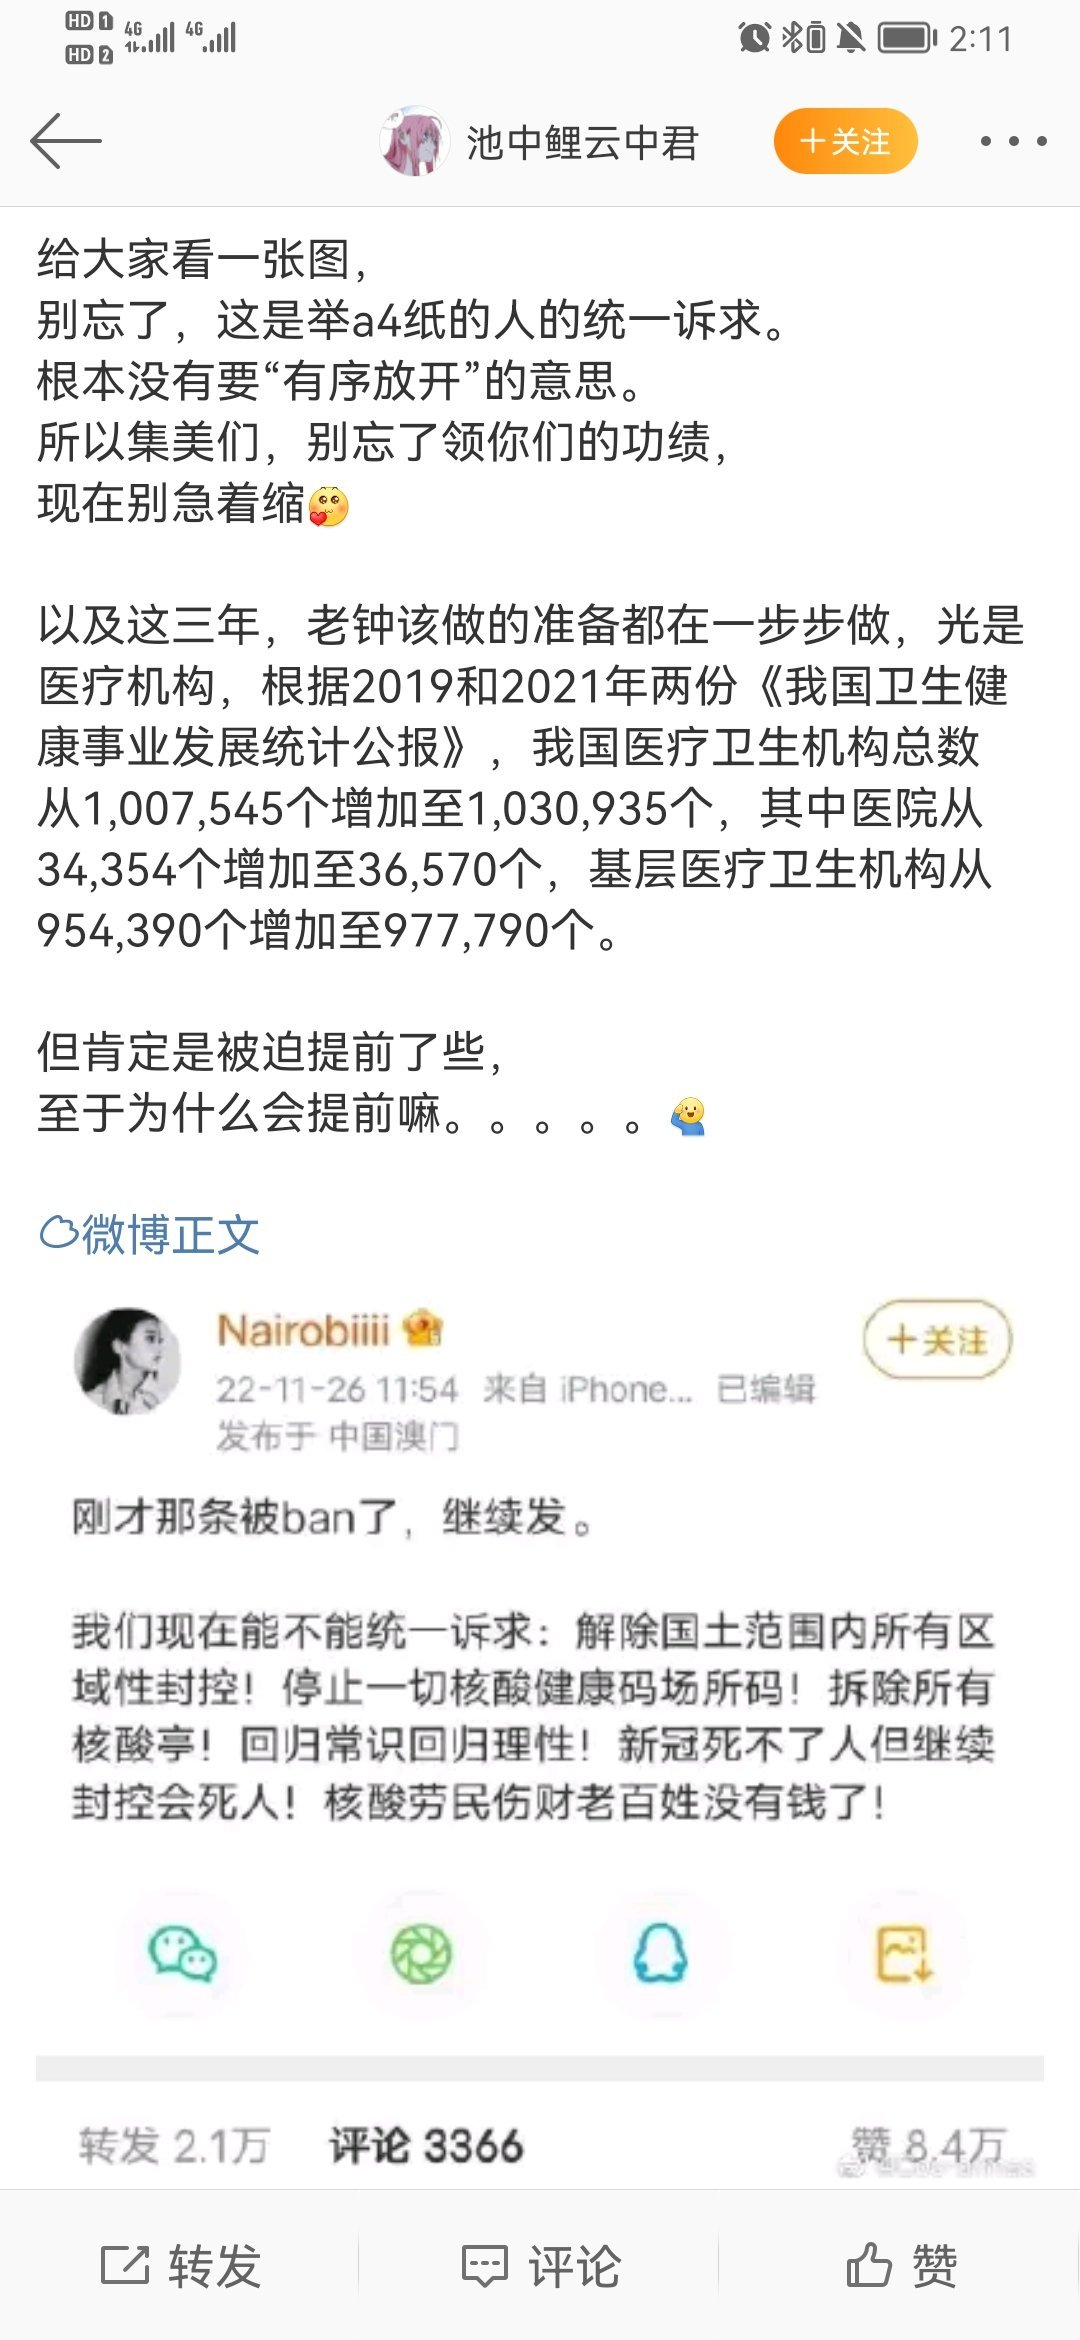 HD 1 4G 4G 2:11
HD 2
池中鲤云中君 +关注
给大家看一张图，
别忘了，这是举a4纸的人的统一诉求。
根本没有要“有序放开”的意思。
所以集美们，别忘了领你们的功绩，
现在别急着缩
以及这三年，老钟该做的准备都在一步步做，光是
医疗机构，根据2019和2021年两份《我国卫生健
康事业发展统计公报》，我国医疗卫生机构总数
从1,007,545个增加至1,030,935个，其中医院从
34,354个增加至36,570个，基层医疗卫生机构从
954,390个增加至977,790个。
但肯定是被迫提前了些，
至于为什么会提前嘛。。。。。
微博正文
Nairobiiii +关注
22-11-26 11:54 来自 iPhone... 已编辑
发布于 中国澳门
刚才那条被ban了，继续发。
我们现在能不能统一诉求：解除国土范围内所有区
域性封控！停止一切核酸健康码场所码！拆除所有
核酸亭！回归常识回归理性！新冠死不了人但继续
封控会死人！核酸劳民伤财老百姓没有钱了！
转发 2.1万 评论 3366 赞 8.4万
转发 评论 赞